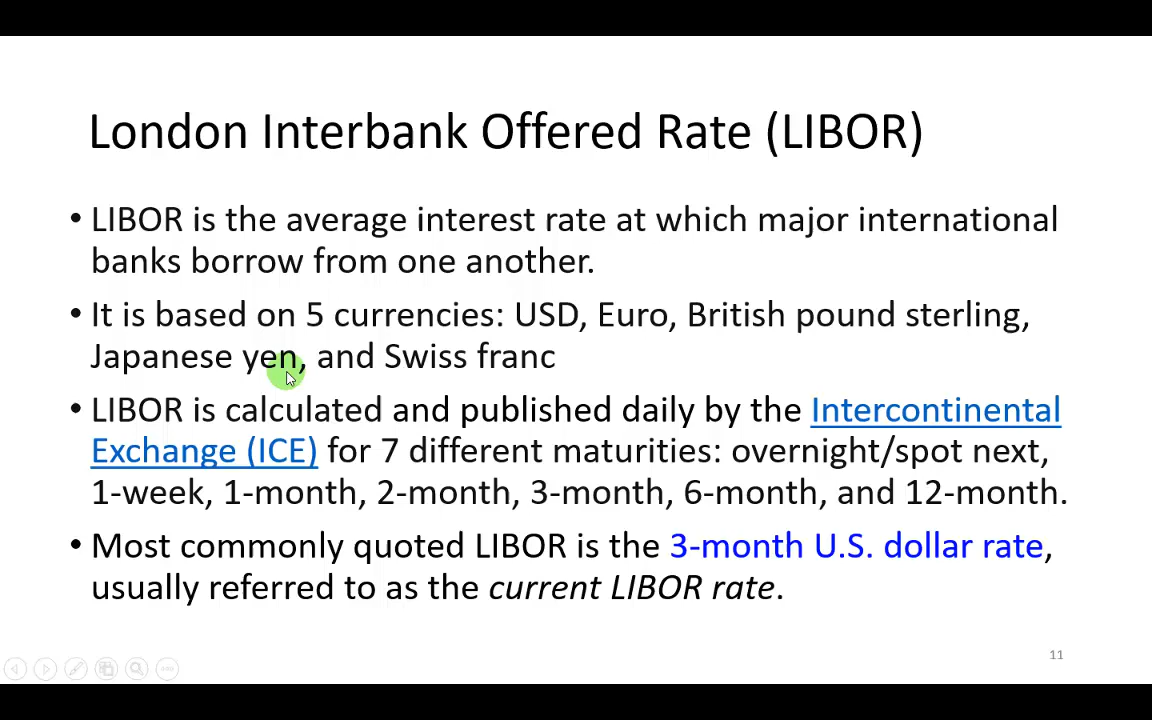 London Interbank Offered Rate (LIBOR)
• LIBOR is the average interest rate at which major international
banks borrow from one another.
• It is based on 5 currencies: USD, Euro, British pound sterling,
Japanese yen, and Swiss franc
• LIBOR is calculated and published daily by the Intercontinental
Exchange (ICE) for 7 different maturities: overnight/spot next,
1-week, 1-month, 2-month, 3-month, 6-month, and 12-month.
• Most commonly quoted LIBOR is the 3-month U.S. dollar rate,
usually referred to as the current LIBOR rate.
11